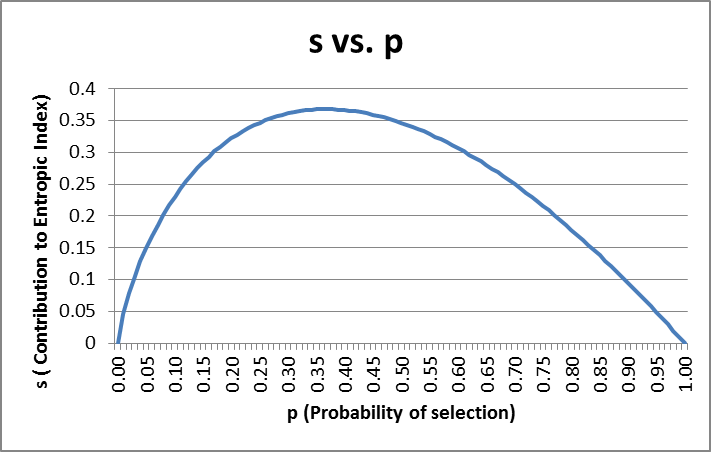 s vs. p
s ( Contribution to Entropic Index)
0.4
0.35
0.3
0.25
0.2
0.15
0.1
0.05
0
0.00 0.05 0.10 0.15 0.20 0.25 0.30 0.35 0.40 0.45 0.50 0.55 0.60 0.65 0.70 0.75 0.80 0.85 0.90 0.95 1.00
p (Probability of selection)